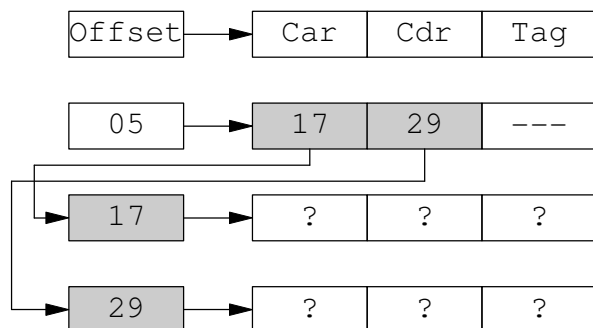 Offset Car Cdr Tag
05 17 29 ---
17 ? ? ?
29 ? ? ?